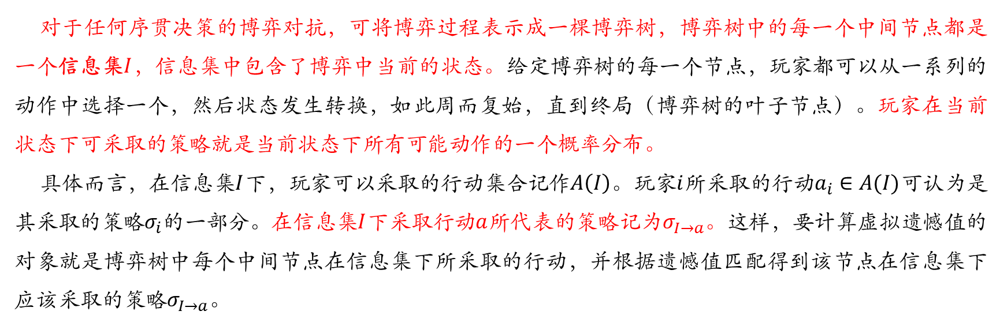 对于任何序贯决策的博弈对抗，可将博弈过程表示成一棵博弈树，博弈树中的每一个中间节点都是
一个信息集I，信息集中包含了博弈中当前的状态。给定博弈树的每一个节点，玩家都可以从一系列的
动作中选择一个，然后状态发生转换，如此周而复始，直到终局（博弈树的叶子节点）。玩家在当前
状态下可采取的策略就是当前状态下所有可能动作的一个概率分布。
具体而言，在信息集I下，玩家可以采取的行动集合记作A(I)。玩家i所采取的行动a_i ∈ A(I)可认为是
其采取的策略σ_i的一部分。在信息集I下采取行动a所代表的策略记为σ_{I→a}。这样，要计算虚拟遗憾值的
对象就是博弈树中每个中间节点在信息集下所采取的行动，并根据遗憾值匹配得到该节点在信息集下
应该采取的策略σ_{I→a}。